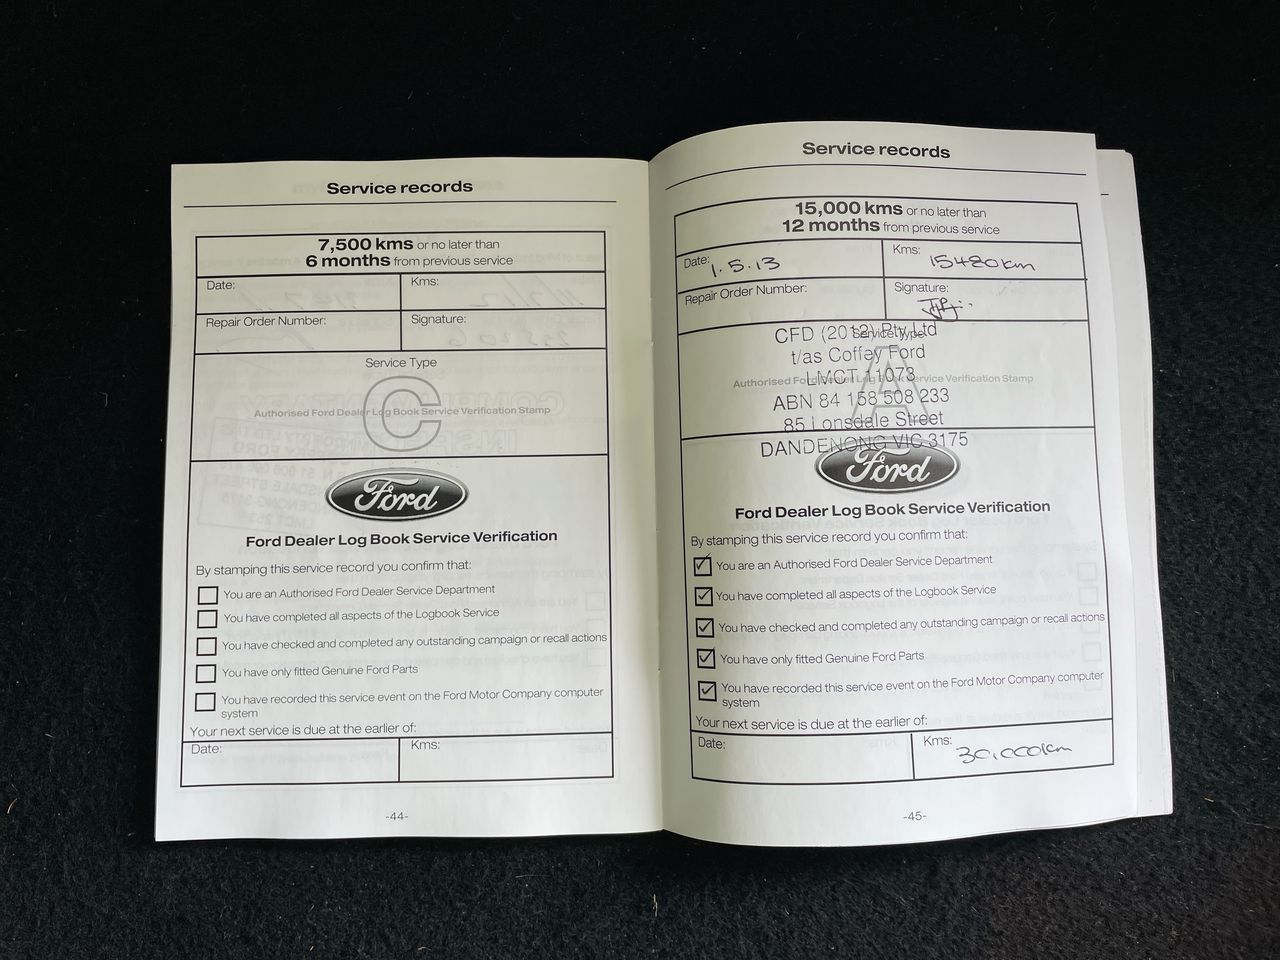 Service records
7,500 kms or no later than
6 months from previous service
Date:
Kms:
Repair Order Number:
Signature:
Service Type
C
Authorised Ford Dealer Log Book Service Verification Stamp
Ford
Ford Dealer Log Book Service Verification
By stamping this service record you confirm that:
You are an Authorised Ford Dealer Service Department
You have completed all aspects of the Logbook Service
You have checked and completed any outstanding campaign or recall actions
You have only fitted Genuine Ford Parts
You have recorded this service event on the Ford Motor Company computer
system
Your next service is due at the earlier of:
Date:
Kms:
-44-
Service records
15,000 kms or no later than
12 months from previous service
Date: 1.5.13
Kms: 15480km
Repair Order Number:
Signature:
Service Type
CFD (2012) Pty Ltd
t/as Coffey Ford
LMCT 11073
Authorised Ford Dealer Log Book Service Verification Stamp
A
ABN 84 158 508 233
85 Lonsdale Street
DANDENONG VIC 3175
Ford
Ford Dealer Log Book Service Verification
By stamping this service record you confirm that:
You are an Authorised Ford Dealer Service Department
You have completed all aspects of the Logbook Service
You have checked and completed any outstanding campaign or recall actions
You have only fitted Genuine Ford Parts
You have recorded this service event on the Ford Motor Company computer
system
Your next service is due at the earlier of:
Date:
Kms: 30,000km
-45-